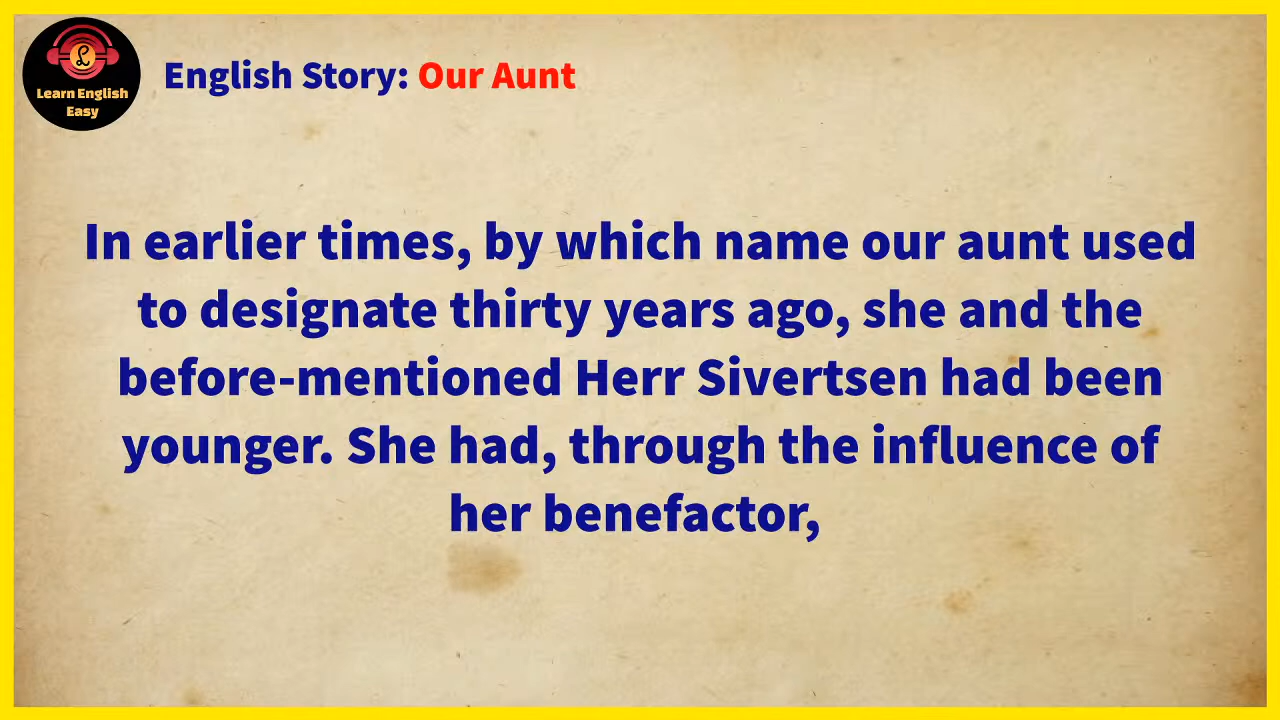 Learn English
Easy
English Story: Our Aunt
In earlier times, by which name our aunt used
to designate thirty years ago, she and the
before-mentioned Herr Sivertsen had been
younger. She had, through the influence of
her benefactor,